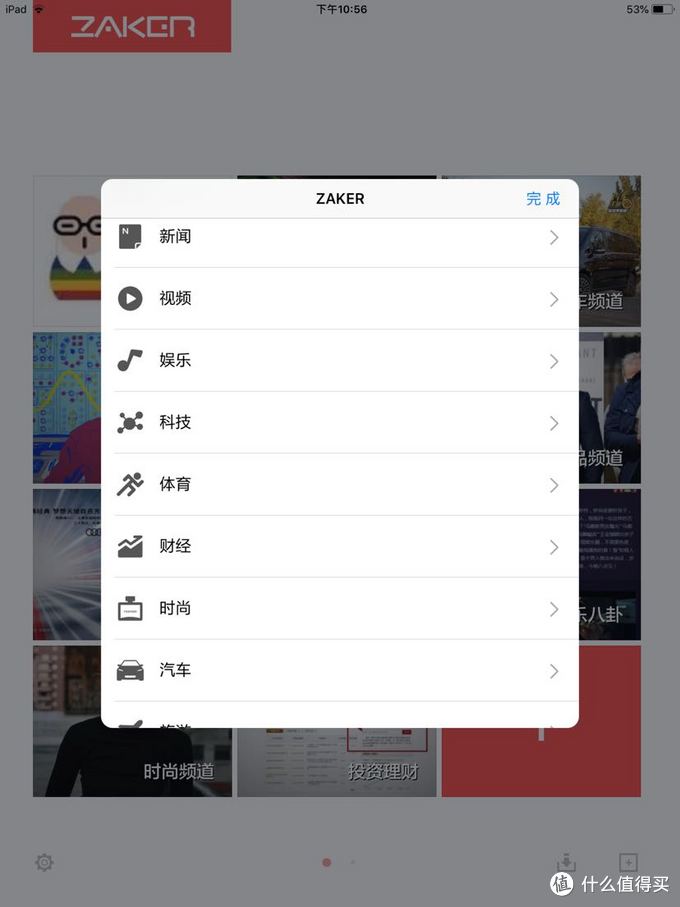 iPad 下午10:56 53%
ZAKER
ZAKER 完成
新闻
视频
娱乐
科技
体育
财经
时尚
汽车
旅游
车频道
品频道
乐八卦
时尚频道
投资理财
值 什么值得买